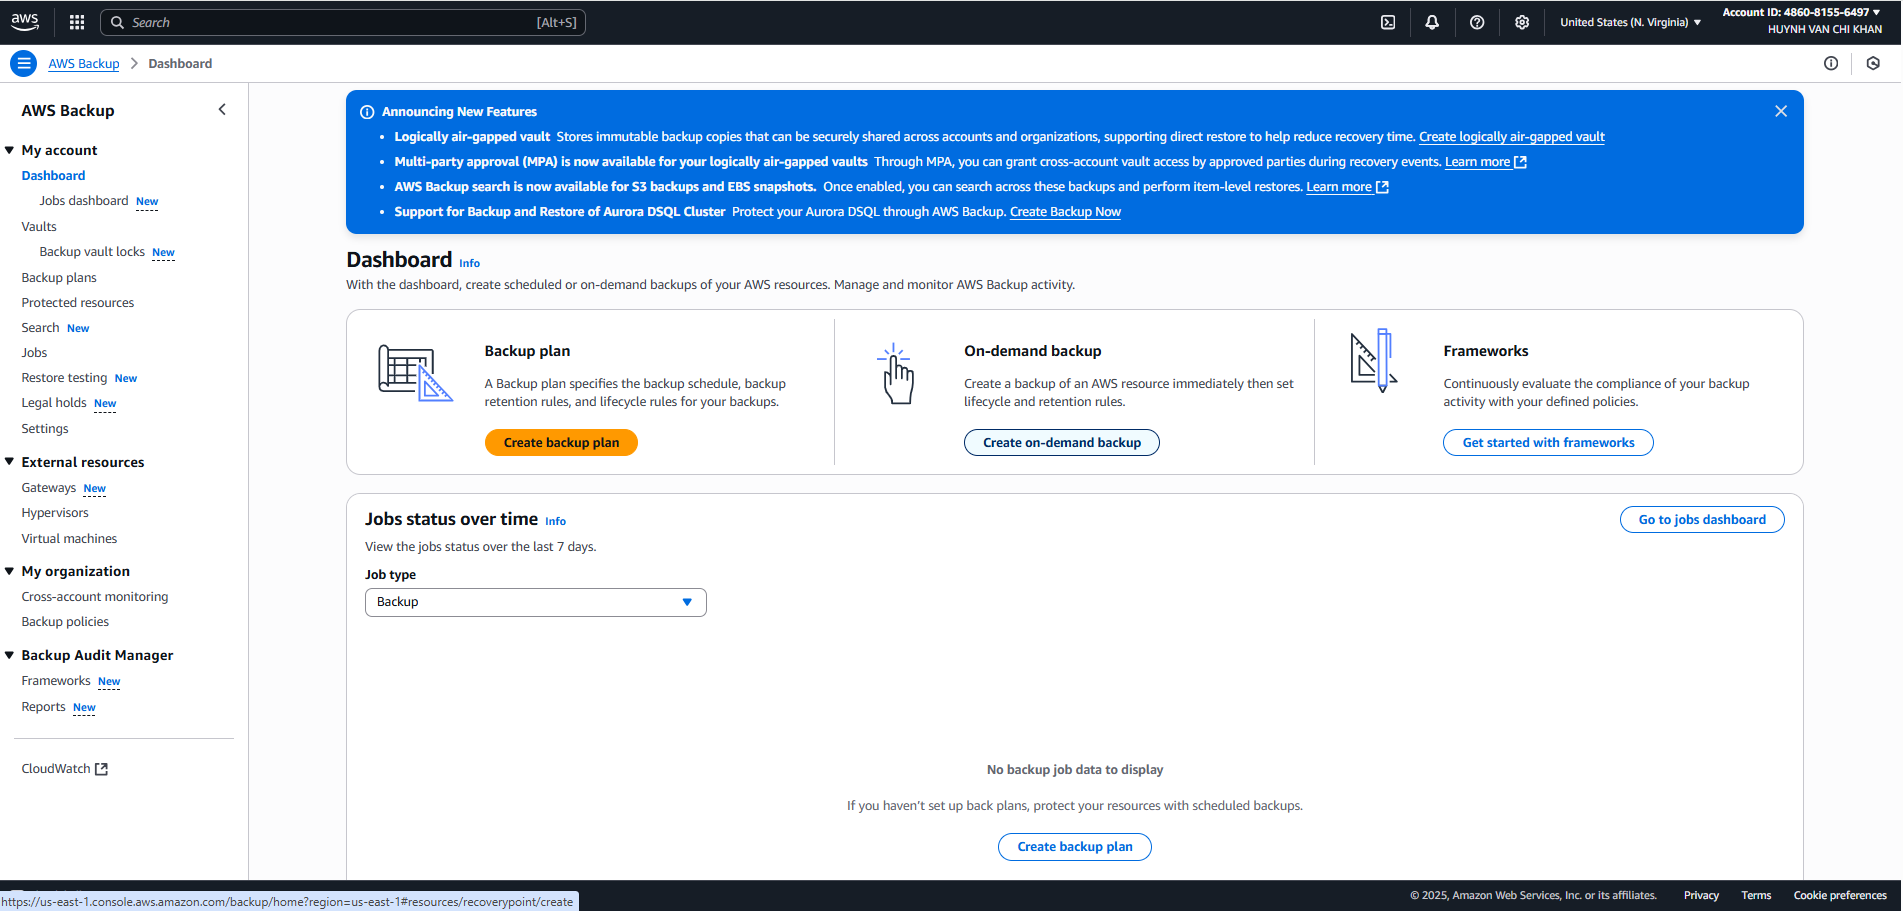 aws
Search [Alt+S]
United States (N. Virginia)
Account ID: 4860-8155-6497
HUYNH VAN CHI KHAN
AWS Backup
Dashboard
AWS Backup
My account
Dashboard
Jobs dashboard New
Vaults
Backup vault locks New
Backup plans
Protected resources
Search New
Jobs
Restore testing New
Legal holds New
Settings
External resources
Gateways New
Hypervisors
Virtual machines
My organization
Cross-account monitoring
Backup policies
Backup Audit Manager
Frameworks New
Reports New
CloudWatch
Announcing New Features
Logically air-gapped vault Stores immutable backup copies that can be securely shared across accounts and organizations, supporting direct restore to help reduce recovery time. Create logically air-gapped vault
Multi-party approval (MPA) is now available for your logically air-gapped vaults Through MPA, you can grant cross-account vault access by approved parties during recovery events. Learn more
AWS Backup search is now available for S3 backups and EBS snapshots. Once enabled, you can search across these backups and perform item-level restores. Learn more
Support for Backup and Restore of Aurora DSQL Cluster Protect your Aurora DSQL through AWS Backup. Create Backup Now
Dashboard Info
With the dashboard, create scheduled or on-demand backups of your AWS resources. Manage and monitor AWS Backup activity.
Backup plan
A Backup plan specifies the backup schedule, backup
retention rules, and lifecycle rules for your backups.
Create backup plan
On-demand backup
Create a backup of an AWS resource immediately then set
lifecycle and retention rules.
Create on-demand backup
Frameworks
Continuously evaluate the compliance of your backup
activity with your defined policies.
Get started with frameworks
Jobs status over time Info
Go to jobs dashboard
View the jobs status over the last 7 days.
Job type
Backup
No backup job data to display
If you haven't set up back plans, protect your resources with scheduled backups.
Create backup plan
https://us-east-1.console.aws.amazon.com/backup/home?region=us-east-1#resources/recoverypoint/create
© 2025, Amazon Web Services, Inc. or its affiliates.
Privacy
Terms
Cookie preferences